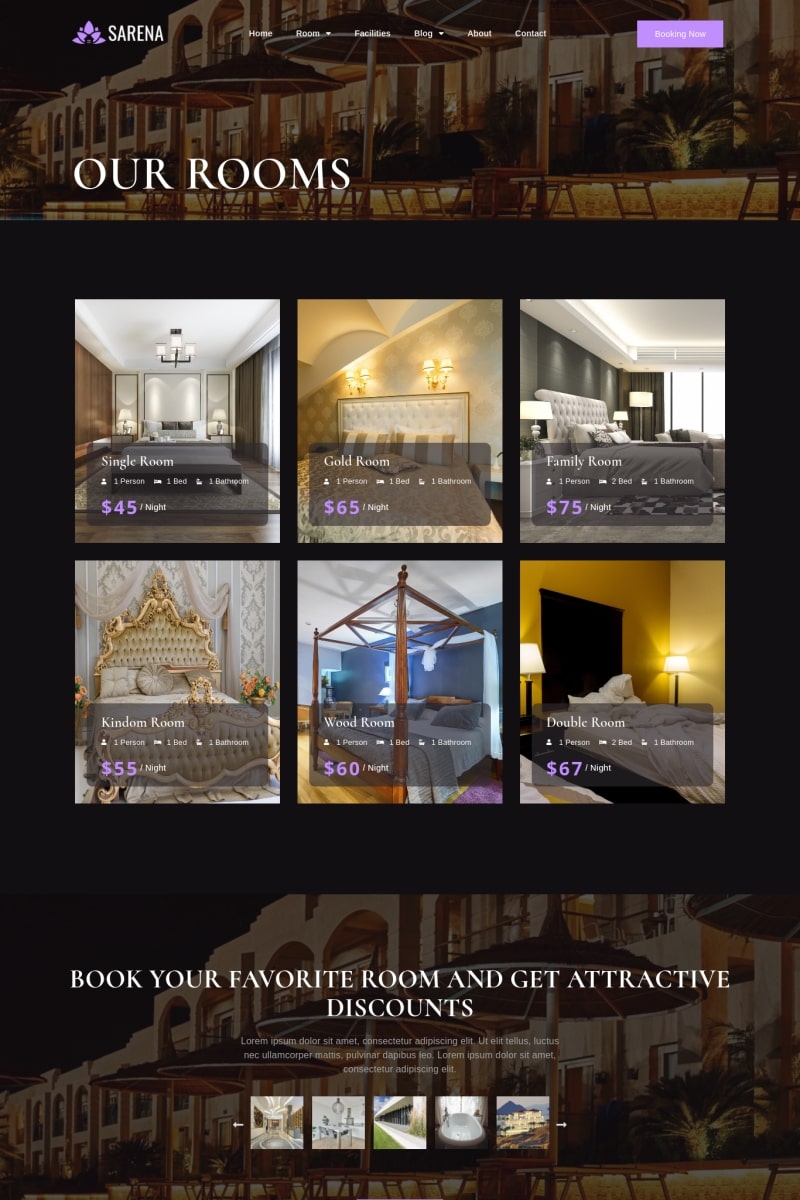 SARENA
Home Room Facilities Blog About Contact
Booking Now
OUR ROOMS
Single Room
1 Person 1 Bed 1 Bathroom
$45 / Night
Gold Room
1 Person 1 Bed 1 Bathroom
$65 / Night
Family Room
1 Person 2 Bed 1 Bathroom
$75 / Night
Kindom Room
1 Person 1 Bed 1 Bathroom
$55 / Night
Wood Room
1 Person 1 Bed 1 Bathroom
$60 / Night
Double Room
1 Person 2 Bed 1 Bathroom
$67 / Night
BOOK YOUR FAVORITE ROOM AND GET ATTRACTIVE
DISCOUNTS
Lorem ipsum dolor sit amet, consectetur adipiscing elit. Ut elit tellus, luctus
nec ullamcorper mattis, pulvinar dapibus leo. Lorem ipsum dolor sit amet,
consectetur adipiscing elit.